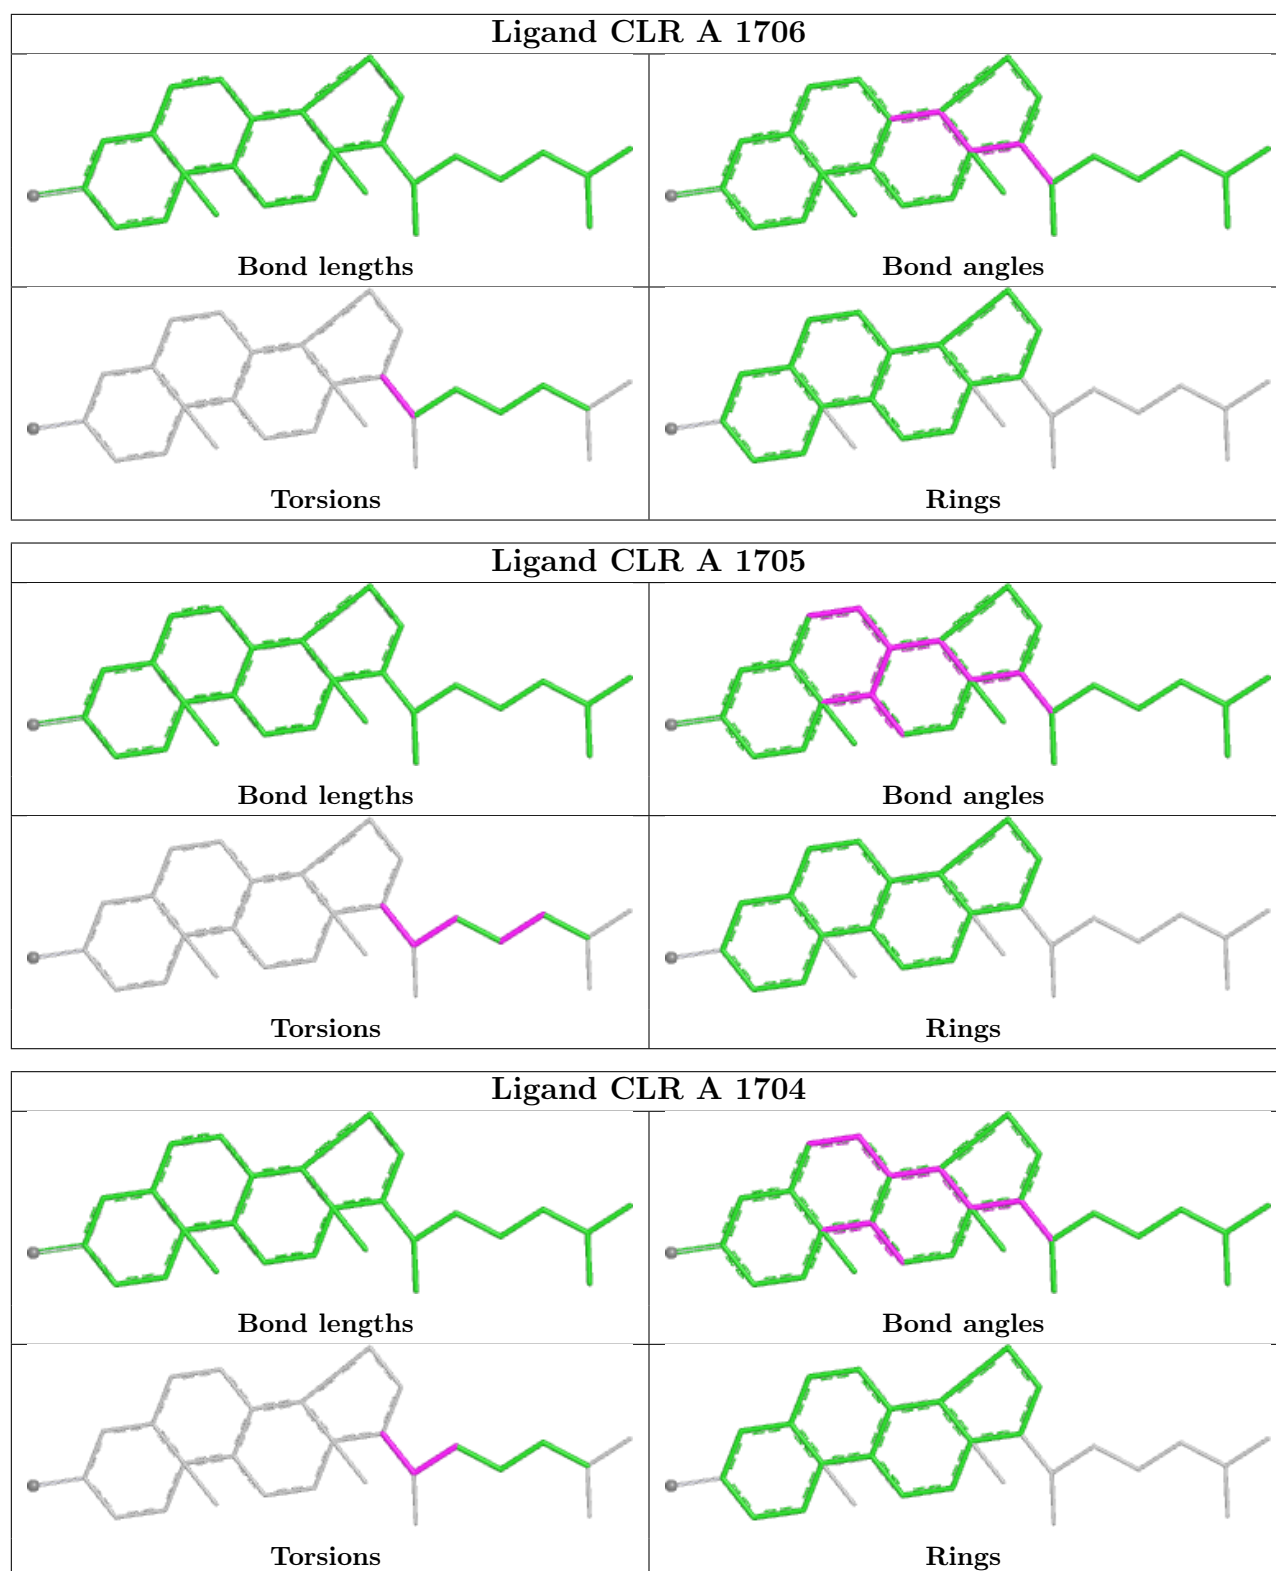 Ligand CLR A 1706
Bond lengths
Bond angles
Torsions
Rings
Ligand CLR A 1705
Bond lengths
Bond angles
Torsions
Rings
Ligand CLR A 1704
Bond lengths
Bond angles
Torsions
Rings